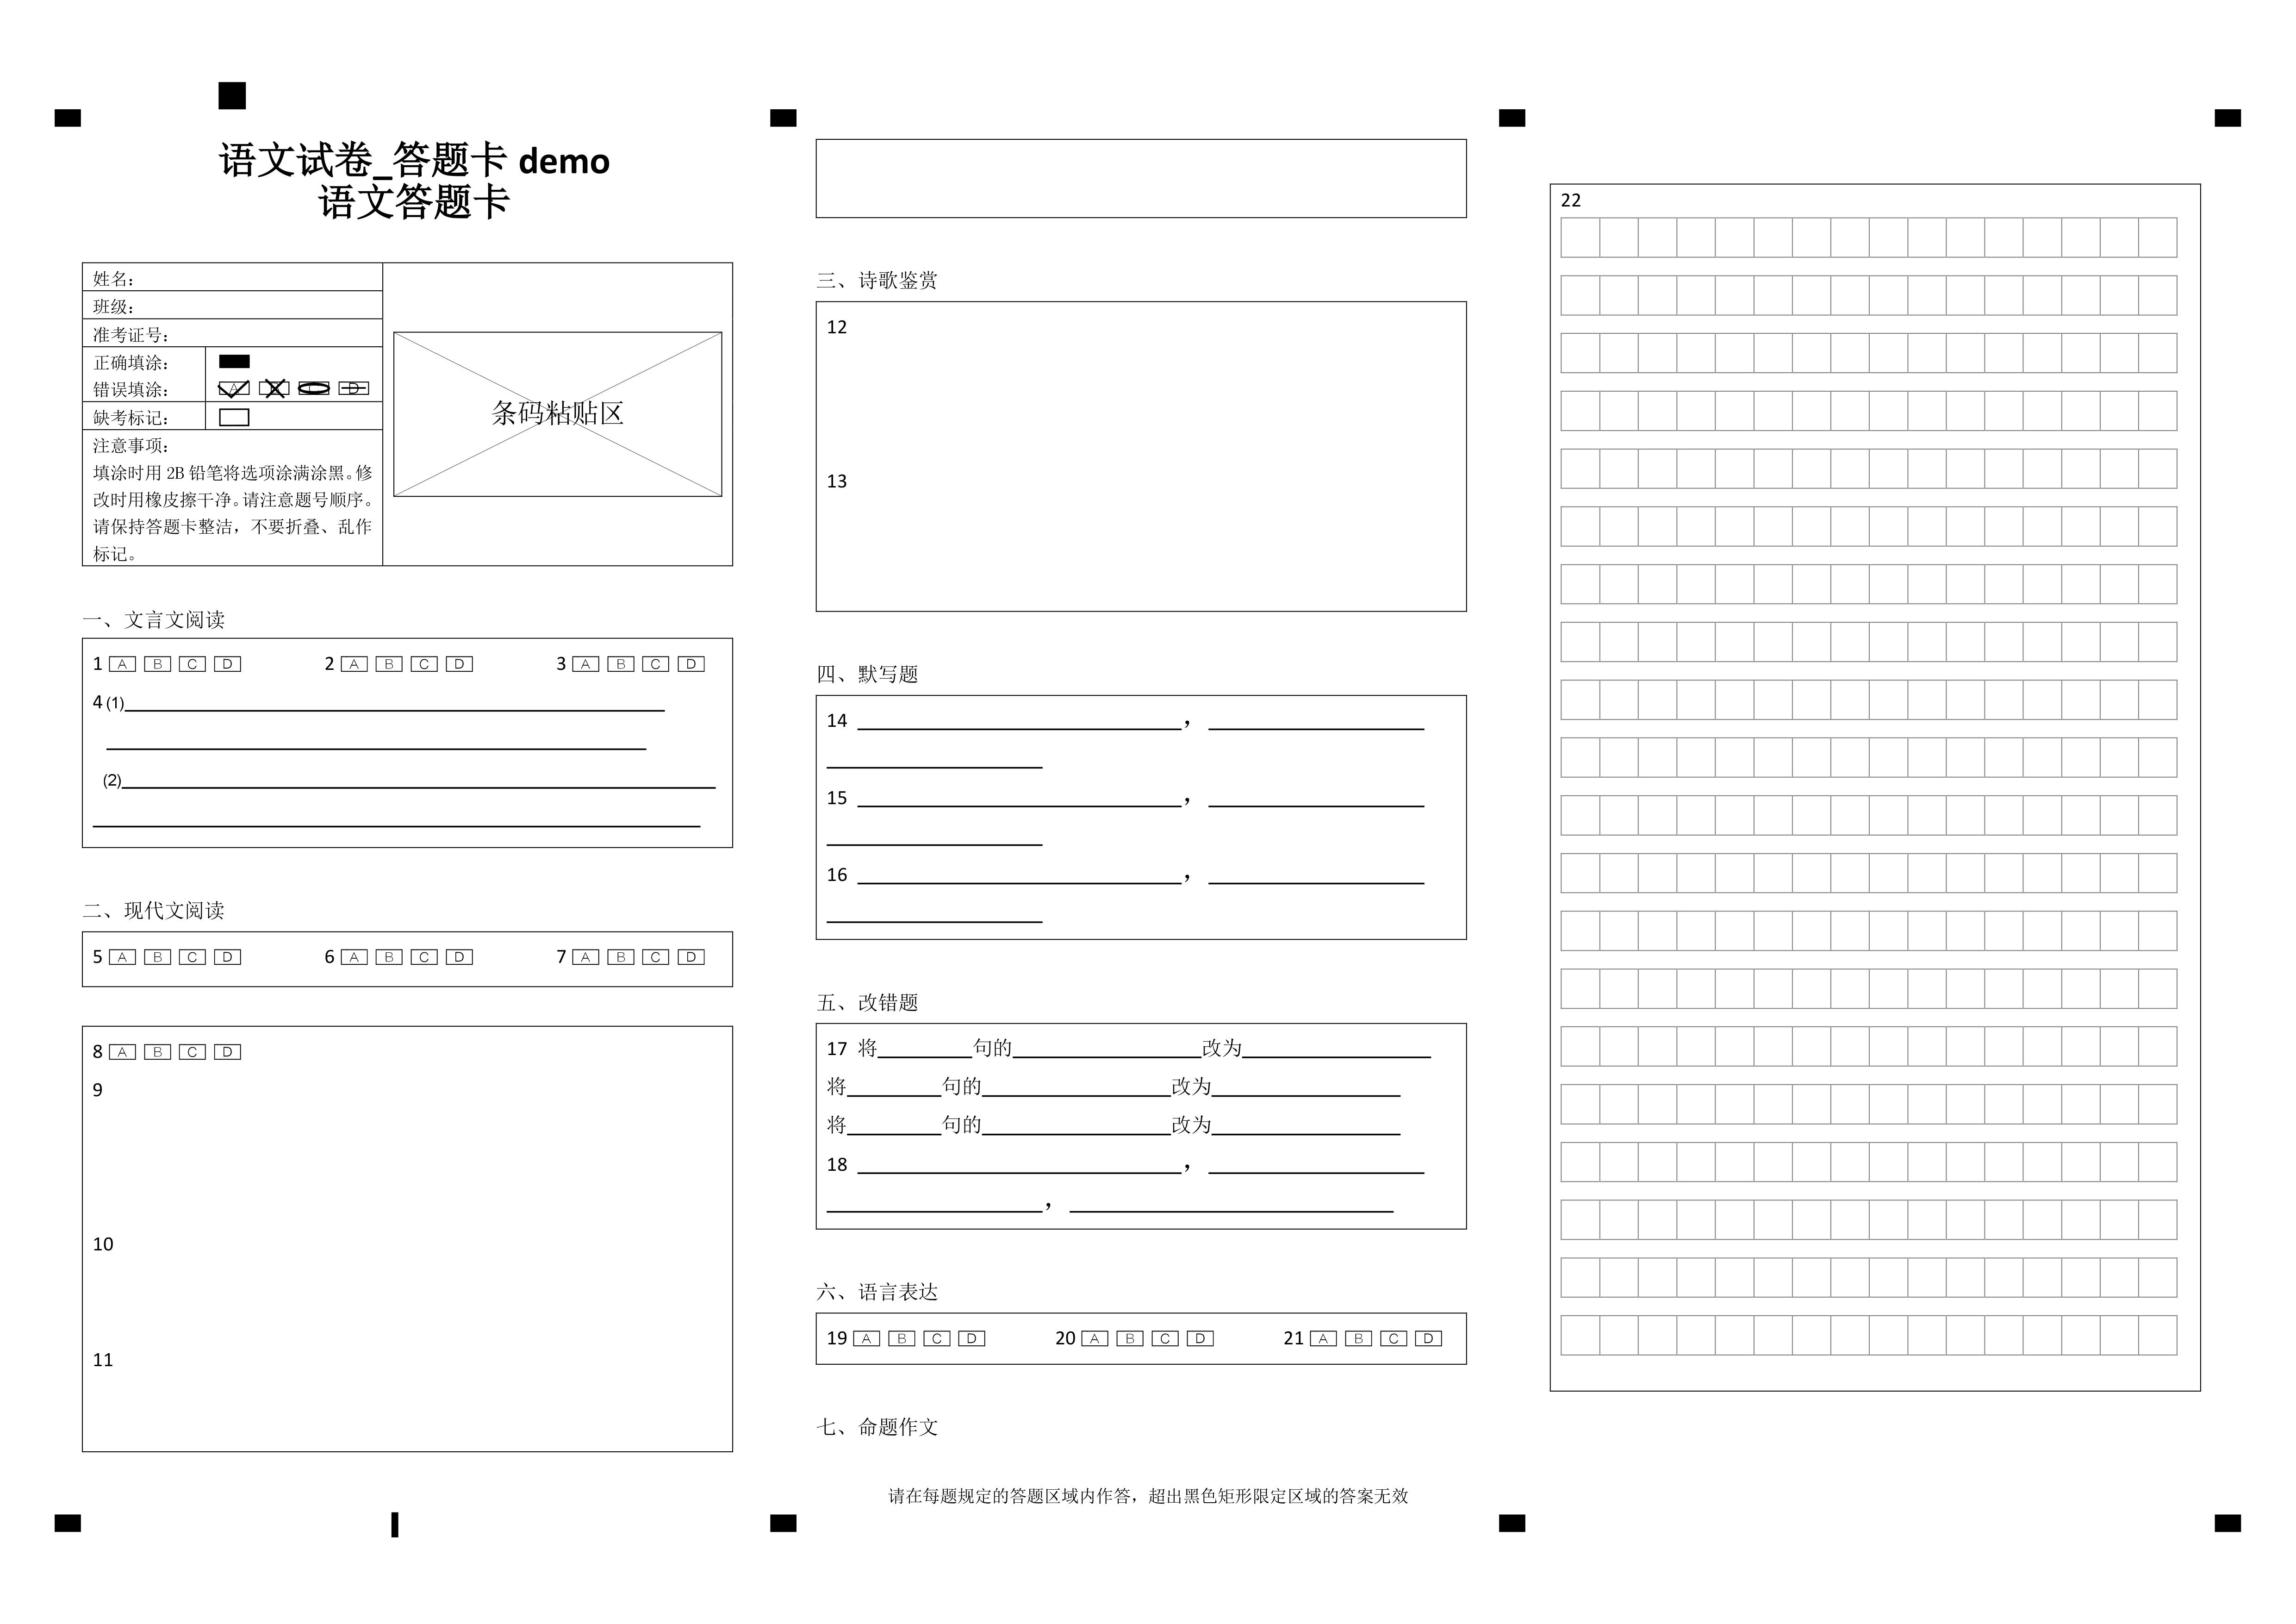 语文试卷_答题卡 demo
语文答题卡
姓名：
班级：
准考证号：
正确填涂：
错误填涂： A C D
缺考标记：
注意事项：
填涂时用 2B 铅笔将选项涂满涂黑。修
改时用橡皮擦干净。请注意题号顺序。
请保持答题卡整洁，不要折叠、乱作
标记。
条码粘贴区
一、文言文阅读
1 A B C D 2 A B C D 3 A B C D
4 (1)
(2)
二、现代文阅读
5 A B C D 6 A B C D 7 A B C D
8 A B C D
9
10
11
三、诗歌鉴赏
12
13
四、默写题
14 ，
15 ，
16 ，
五、改错题
17 将 句的 改为
将 句的 改为
将 句的 改为
18 ，
，
六、语言表达
19 A B C D 20 A B C D 21 A B C D
七、命题作文
请在每题规定的答题区域内作答，超出黑色矩形限定区域的答案无效
22